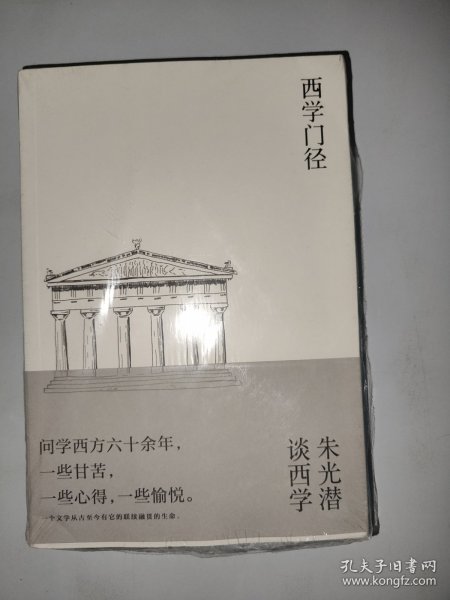 西学门径
朱光潜
谈西学
问学西方六十余年，
一些甘苦，
一些心得，一些愉悦。
一个文学从古至今有它的联续融贯的生命。
孔夫子旧书网
www.kongfz.com